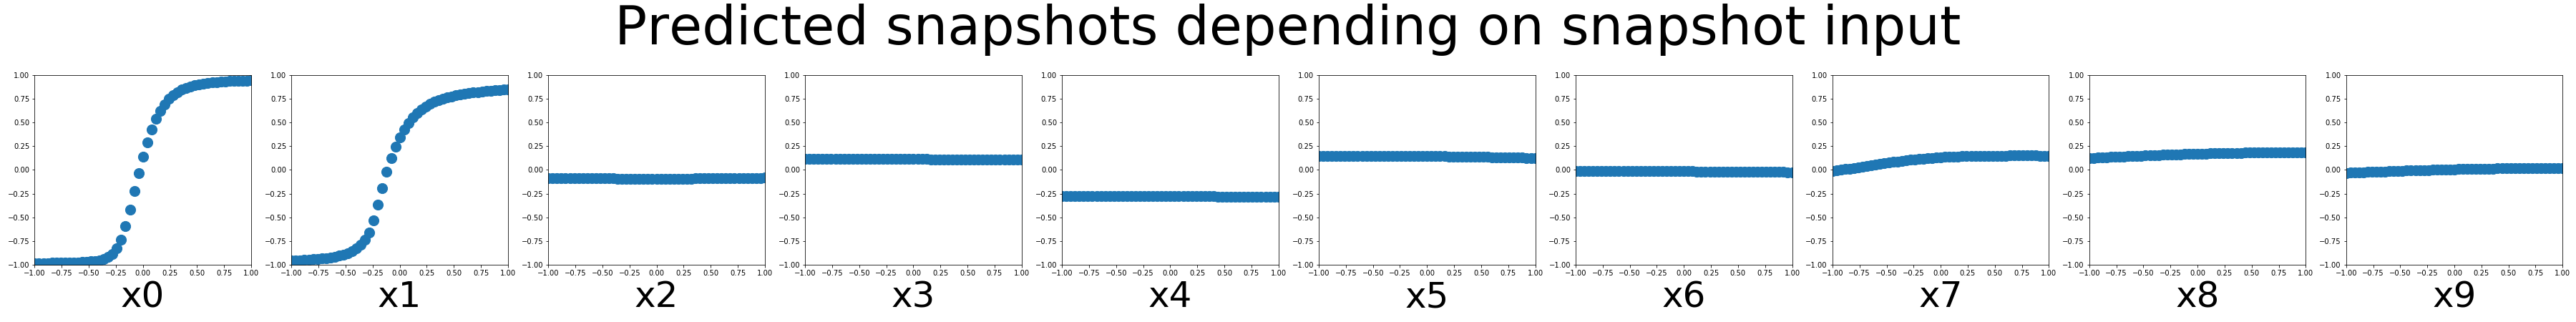 Predicted snapshots depending on snapshot input
1.00 1.00 1.00 1.00 1.00 1.00 1.00 1.00 1.00 1.00
0.75 0.75 0.75 0.75 0.75 0.75 0.75 0.75 0.75 0.75
0.50 0.50 0.50 0.50 0.50 0.50 0.50 0.50 0.50 0.50
0.25 0.25 0.25 0.25 0.25 0.25 0.25 0.25 0.25 0.25
0.00 0.00 0.00 0.00 0.00 0.00 0.00 0.00 0.00 0.00
−0.25 −0.25 −0.25 −0.25 −0.25 −0.25 −0.25 −0.25 −0.25 −0.25
−0.50 −0.50 −0.50 −0.50 −0.50 −0.50 −0.50 −0.50 −0.50 −0.50
−0.75 −0.75 −0.75 −0.75 −0.75 −0.75 −0.75 −0.75 −0.75 −0.75
−1.00 −1.00 −1.00 −1.00 −1.00 −1.00 −1.00 −1.00 −1.00 −1.00
−1.00 −0.75 −0.50 −0.25 0.00 0.25 0.50 0.75 1.00 −1.00 −0.75 −0.50 −0.25 0.00 0.25 0.50 0.75 1.00 −1.00 −0.75 −0.50 −0.25 0.00 0.25 0.50 0.75 1.00 −1.00 −0.75 −0.50 −0.25 0.00 0.25 0.50 0.75 1.00 −1.00 −0.75 −0.50 −0.25 0.00 0.25 0.50 0.75 1.00 −1.00 −0.75 −0.50 −0.25 0.00 0.25 0.50 0.75 1.00 −1.00 −0.75 −0.50 −0.25 0.00 0.25 0.50 0.75 1.00 −1.00 −0.75 −0.50 −0.25 0.00 0.25 0.50 0.75 1.00 −1.00 −0.75 −0.50 −0.25 0.00 0.25 0.50 0.75 1.00 −1.00 −0.75 −0.50 −0.25 0.00 0.25 0.50 0.75 1.00
x0 x1 x2 x3 x4 x5 x6 x7 x8 x9